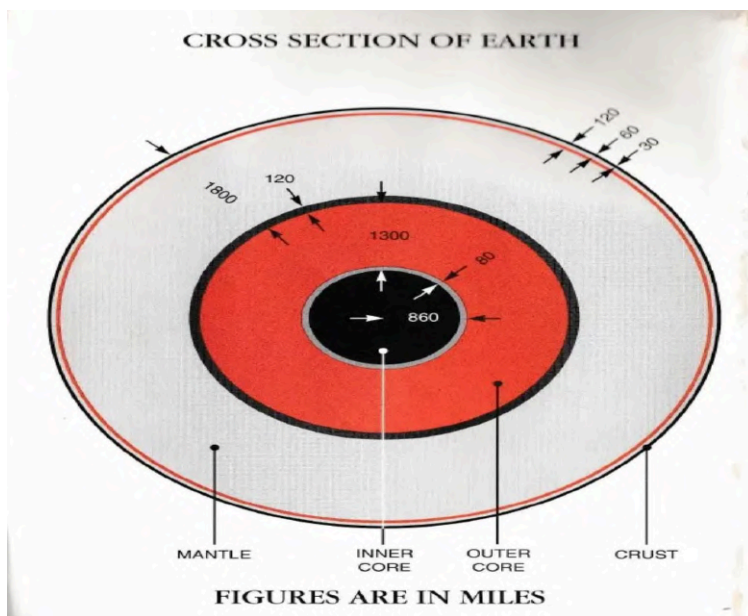 CROSS SECTION OF EARTH
120
60
30
1800
120
1300
80
860
MANTLE
INNER
CORE
OUTER
CORE
CRUST
FIGURES ARE IN MILES